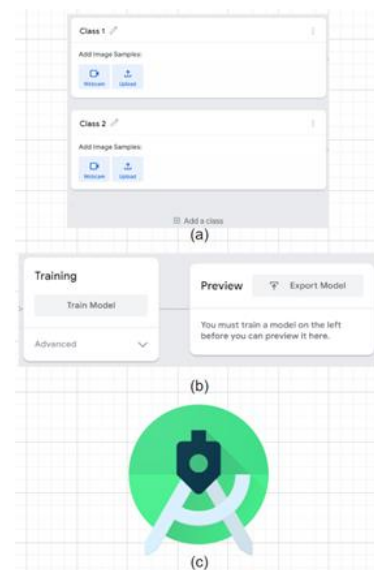 Class 1
Add Image Samples:
Webcam Upload
Class 2
Add Image Samples:
Webcam Upload
Add a class
(a)
Training
Train Model
Advanced
Preview
Export Model
You must train a model on the left
before you can preview it here.
(b)
(c)